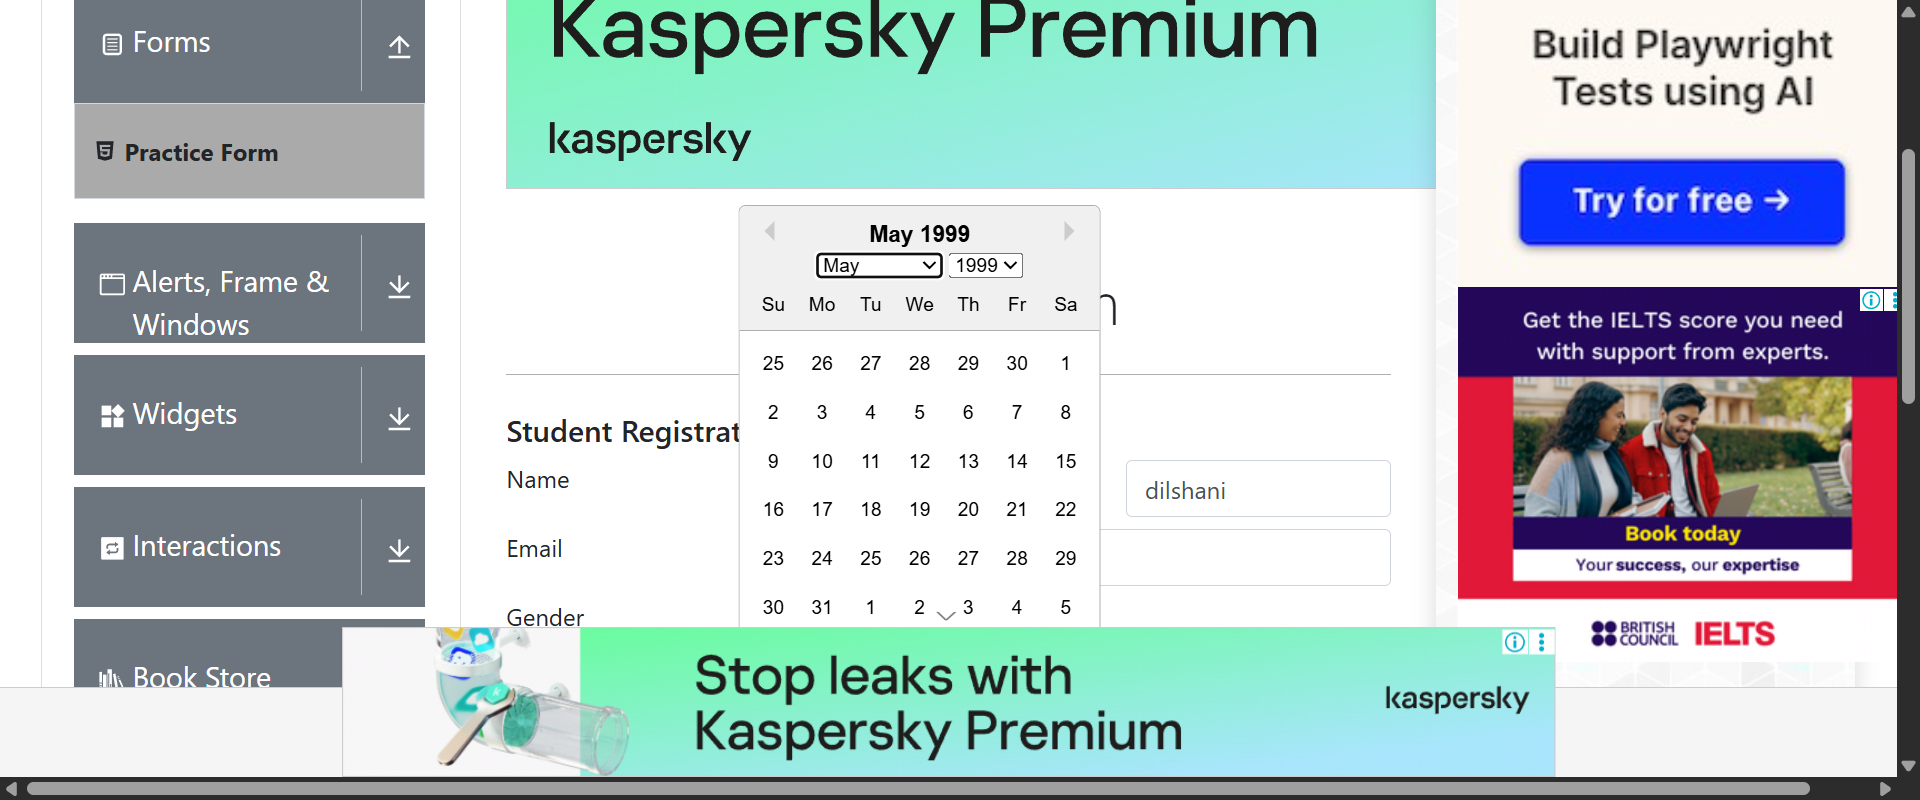 Forms
Practice Form
Alerts, Frame &
Windows
Widgets
Interactions
Book Store
Kaspersky Premium
kaspersky
May 1999
May 1999
Su Mo Tu We Th Fr Sa
25 26 27 28 29 30 1
2 3 4 5 6 7 8
9 10 11 12 13 14 15
16 17 18 19 20 21 22
23 24 25 26 27 28 29
30 31 1 2 3 4 5
Student Registrat
Name
dilshani
Email
Gender
Build Playwright
Tests using AI
Try for free →
Get the IELTS score you need
with support from experts.
Book today
Your success, our expertise
BRITISH
COUNCIL
IELTS
Stop leaks with
Kaspersky Premium
kaspersky